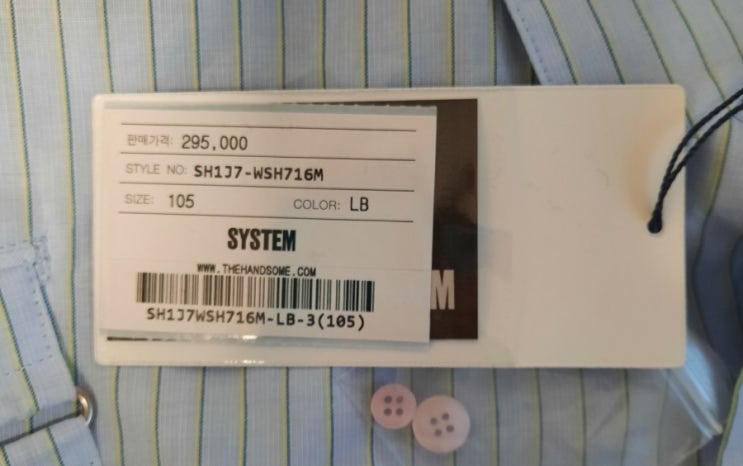 판매가격: 295,000
STYLE NO: SH1J7-WSH716M
SIZE: 105 COLOR: LB
SYSTEM
WWW.THEHANDSOME.COM
M
SH1J7WSH716M-LB-3(105)